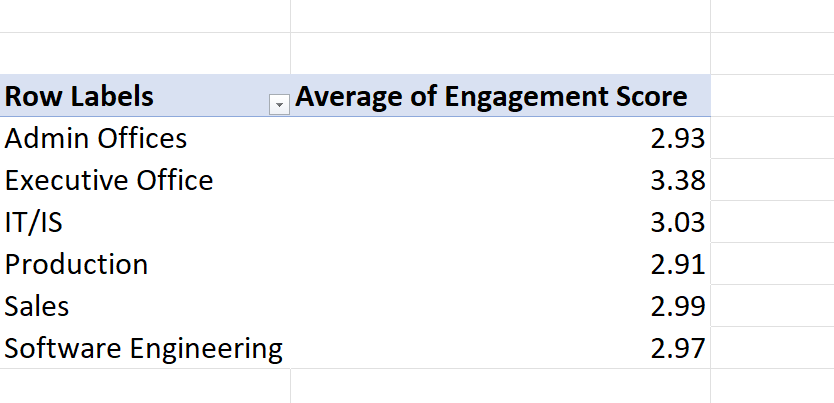 Row Labels Average of Engagement Score
Admin Offices 2.93
Executive Office 3.38
IT/IS 3.03
Production 2.91
Sales 2.99
Software Engineering 2.97